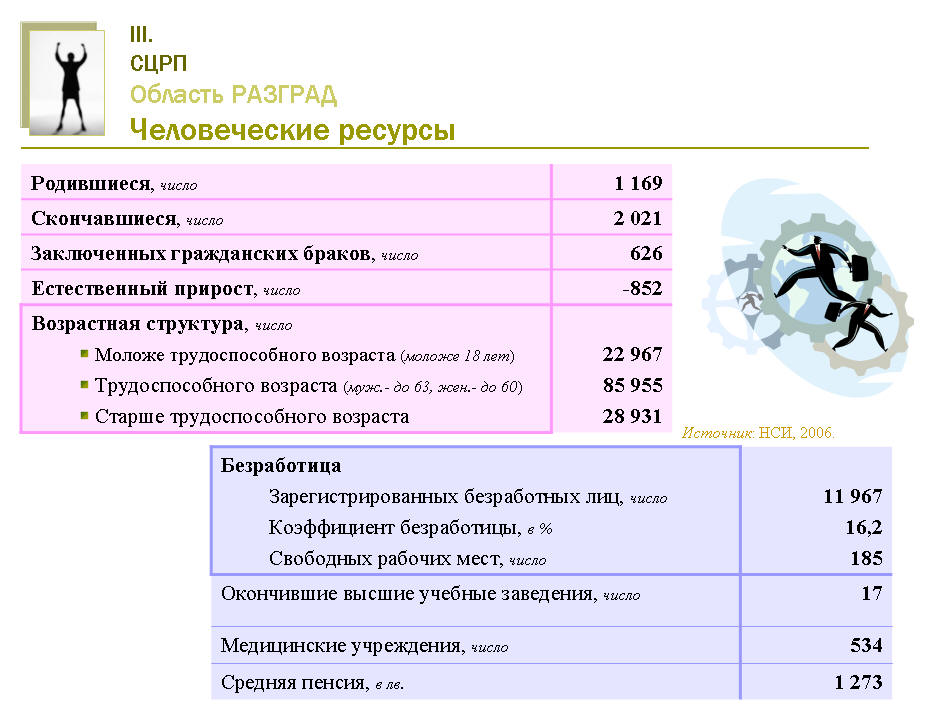 III.
СЦРП
Область РАЗГРАД
Человеческие ресурсы
Родившиеся, число 1 169
Скончавшиеся, число 2 021
Заключенных гражданских браков, число 626
Естественный прирост, число -852
Возрастная структура, число
Моложе трудоспособного возраста (моложе 18 лет) 22 967
Трудоспособного возраста (муж.- до 63, жен.- до 60) 85 955
Старше трудоспособного возраста 28 931
Источник: НСИ, 2006.
Безработица
Зарегистрированных безработных лиц, число 11 967
Коэффициент безработицы, в % 16,2
Свободных рабочих мест, число 185
Окончившие высшие учебные заведения, число 17
Медицинские учреждения, число 534
Средняя пенсия, в лв. 1 273